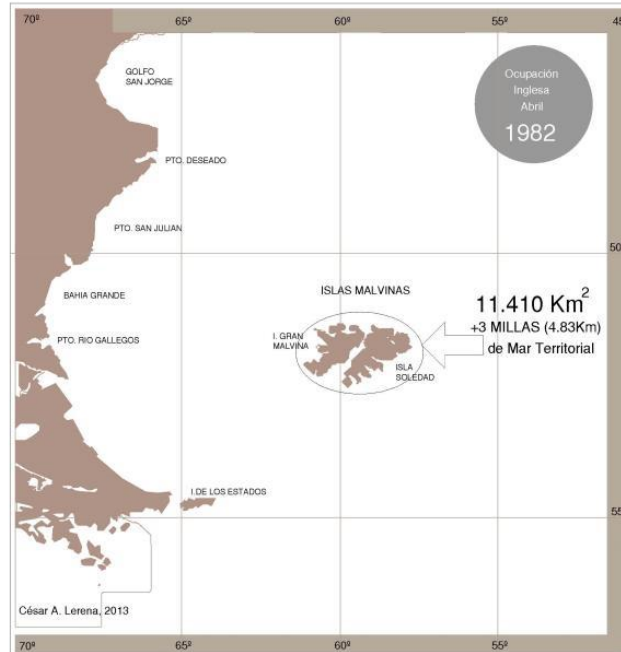 70º
65º
60º
55º
45
GOLFO
SAN JORGE
Ocupación
Inglesa
Abril
1982
PTO. DESEADO
PTO. SAN JULIAN
50
BAHIA GRANDE
ISLAS MALVINAS
11.410 Km²
+3 MILLAS (4.83Km)
de Mar Territorial
PTO. RIO GALLEGOS
I. GRAN
MALVINA
ISLA
SOLEDAD
I.DE LOS ESTADOS
55
César A. Lerena, 2013
70º
65º
60º
55º